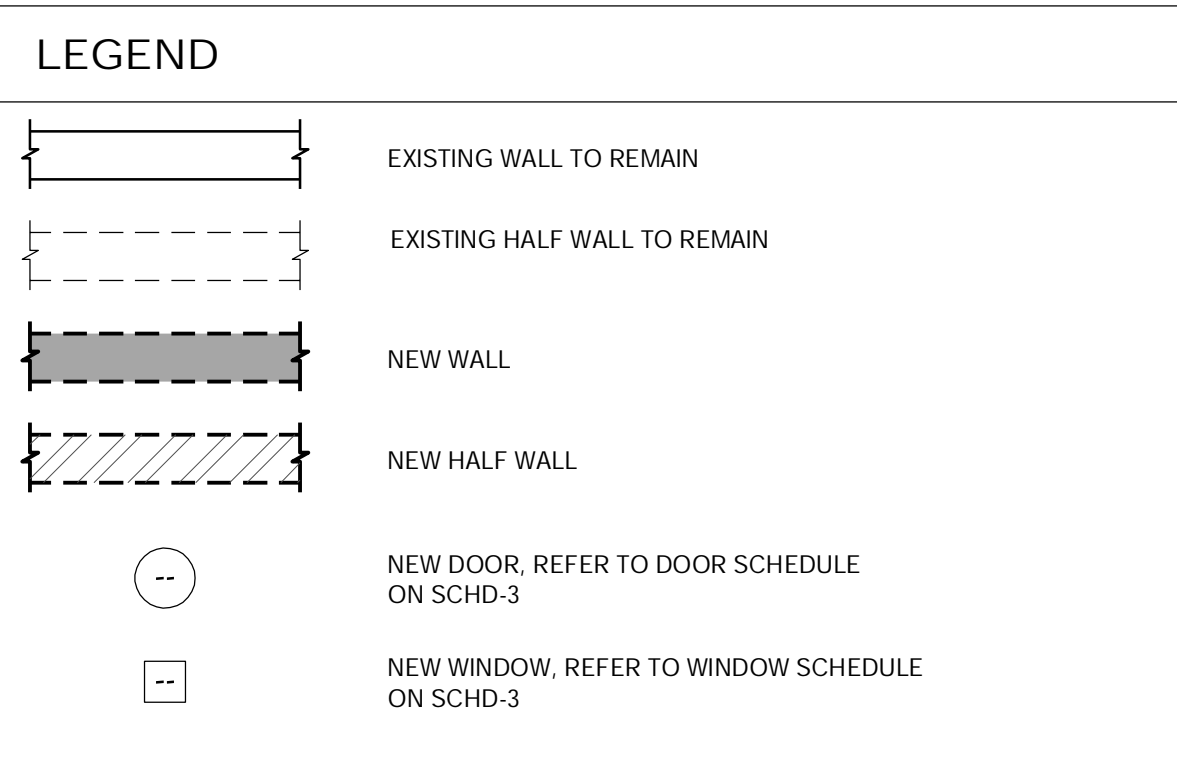 LEGEND
EXISTING WALL TO REMAIN
EXISTING HALF WALL TO REMAIN
NEW WALL
NEW HALF WALL
--
NEW DOOR, REFER TO DOOR SCHEDULE
ON SCHD-3
--
NEW WINDOW, REFER TO WINDOW SCHEDULE
ON SCHD-3